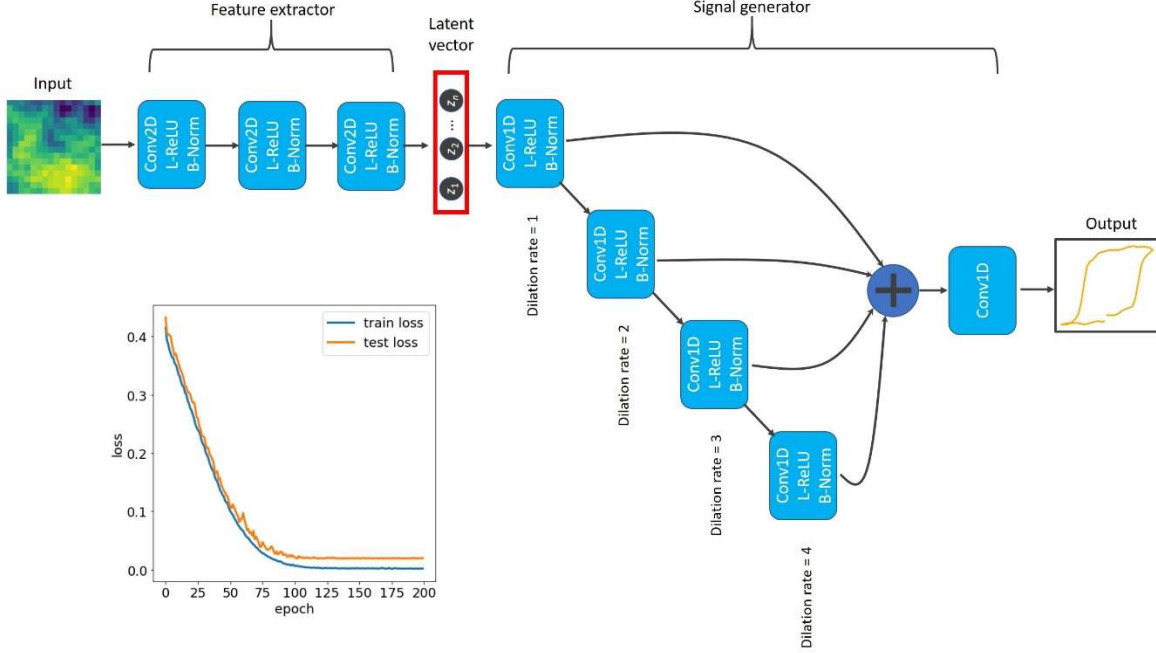 Feature extractor
Signal generator
Latent
vector
Input
Conv2D
L-ReLU
B-Norm
Conv2D
L-ReLU
B-Norm
Conv2D
L-ReLU
B-Norm
z1
z2
...
zn
Conv1D
L-ReLU
B-Norm
Dilation rate = 1
Conv1D
L-ReLU
B-Norm
Dilation rate = 2
Conv1D
L-ReLU
B-Norm
Dilation rate = 3
Conv1D
L-ReLU
B-Norm
Dilation rate = 4
+
Conv1D
Output
train loss
test loss
loss
0.4
0.3
0.2
0.1
0.0
0 25 50 75 100 125 150 175 200
epoch